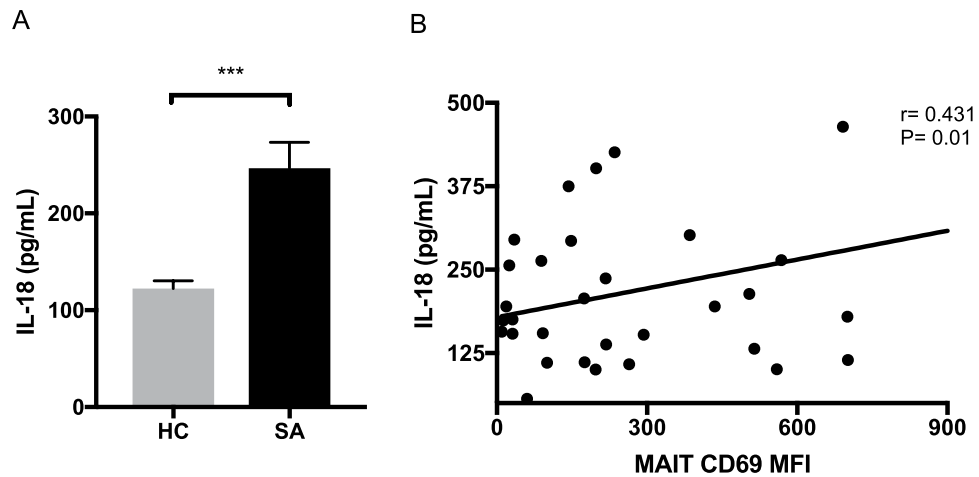 A
***
300
200
100
0
IL-18 (pg/mL)
HC SA
B
r= 0.431
P= 0.01
500
375
250
125
IL-18 (pg/mL)
0 300 600 900
MAIT CD69 MFI